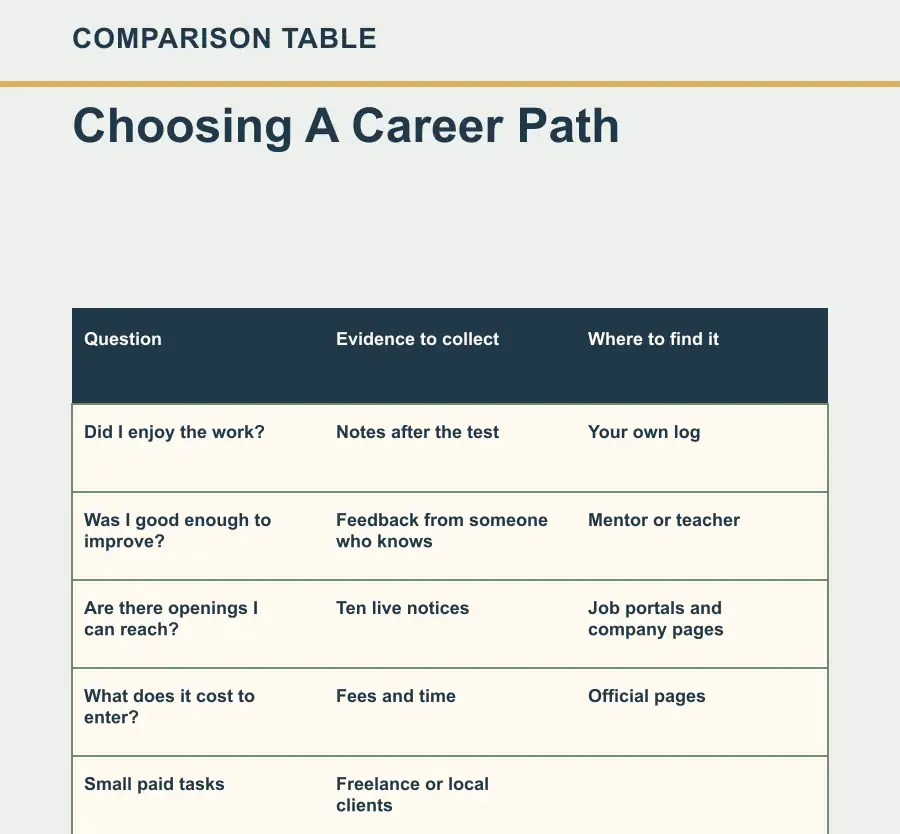 COMPARISON TABLE
Choosing A Career Path
Question Evidence to collect Where to find it
Did I enjoy the work? Notes after the test Your own log
Was I good enough to Feedback from someone Mentor or teacher
improve? who knows
Are there openings I Ten live notices Job portals and
can reach? company pages
What does it cost to Fees and time Official pages
enter?
Small paid tasks Freelance or local
clients